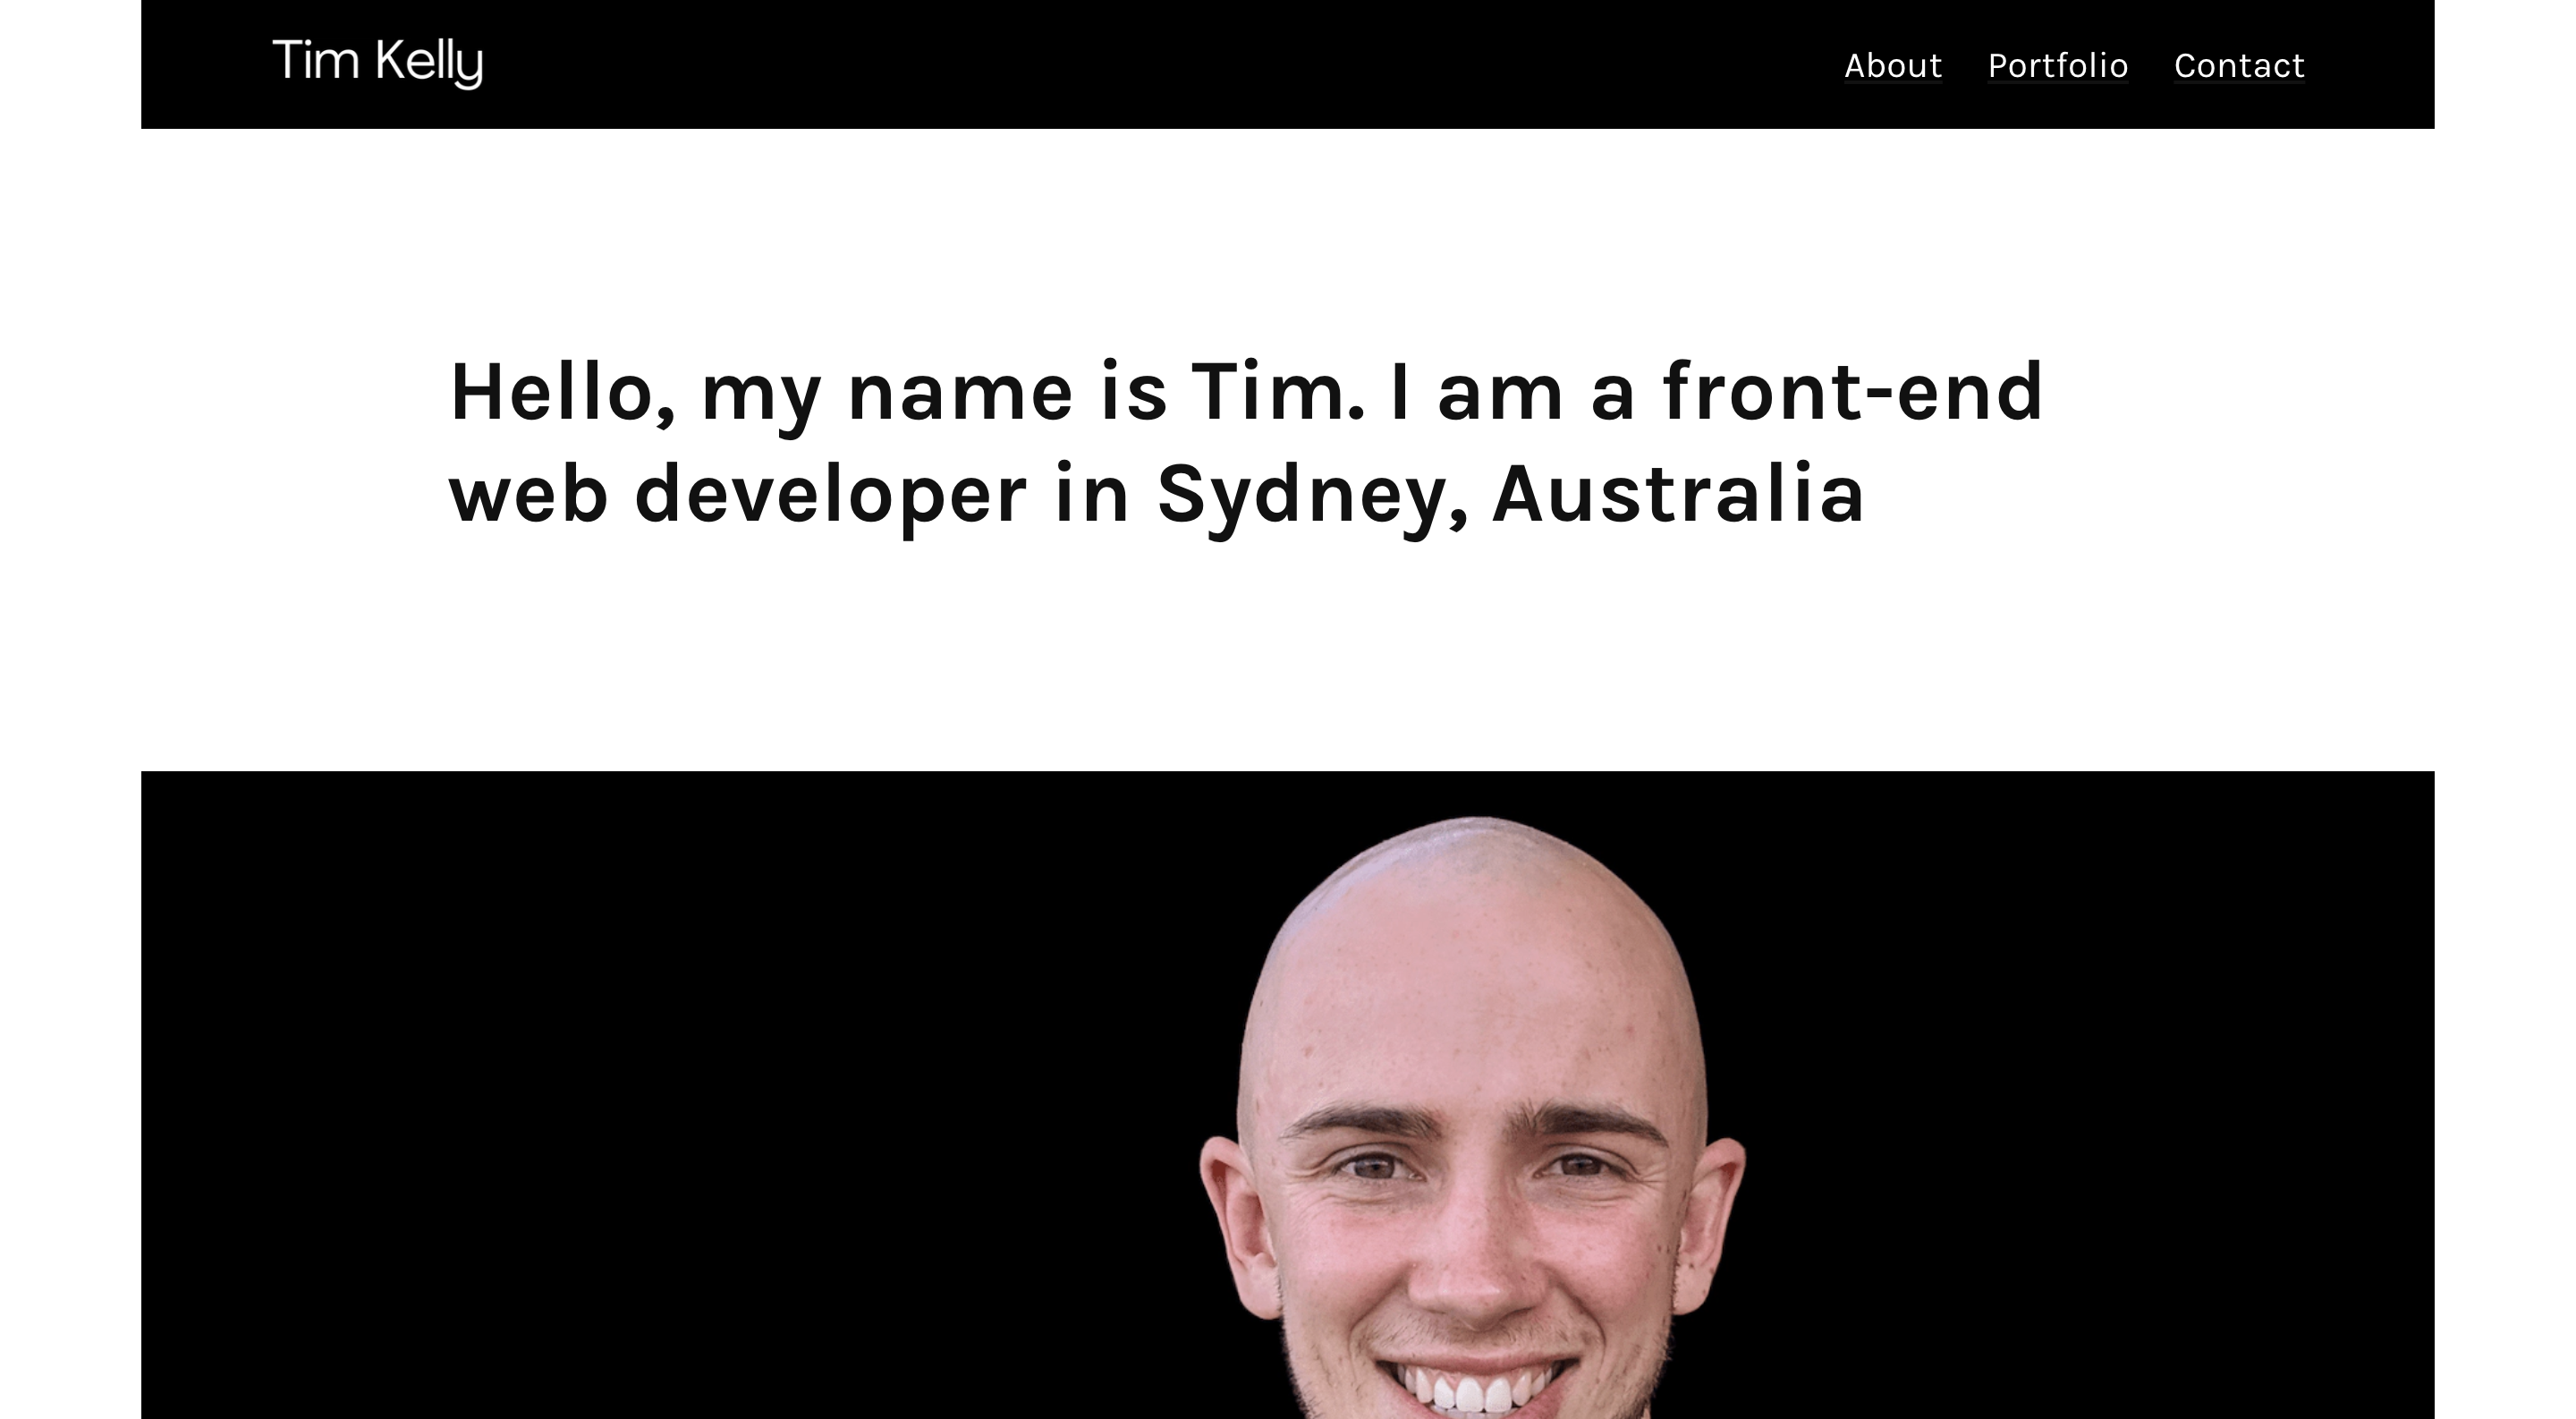 Tim Kelly
About Portfolio Contact
Hello, my name is Tim. I am a front-end
web developer in Sydney, Australia